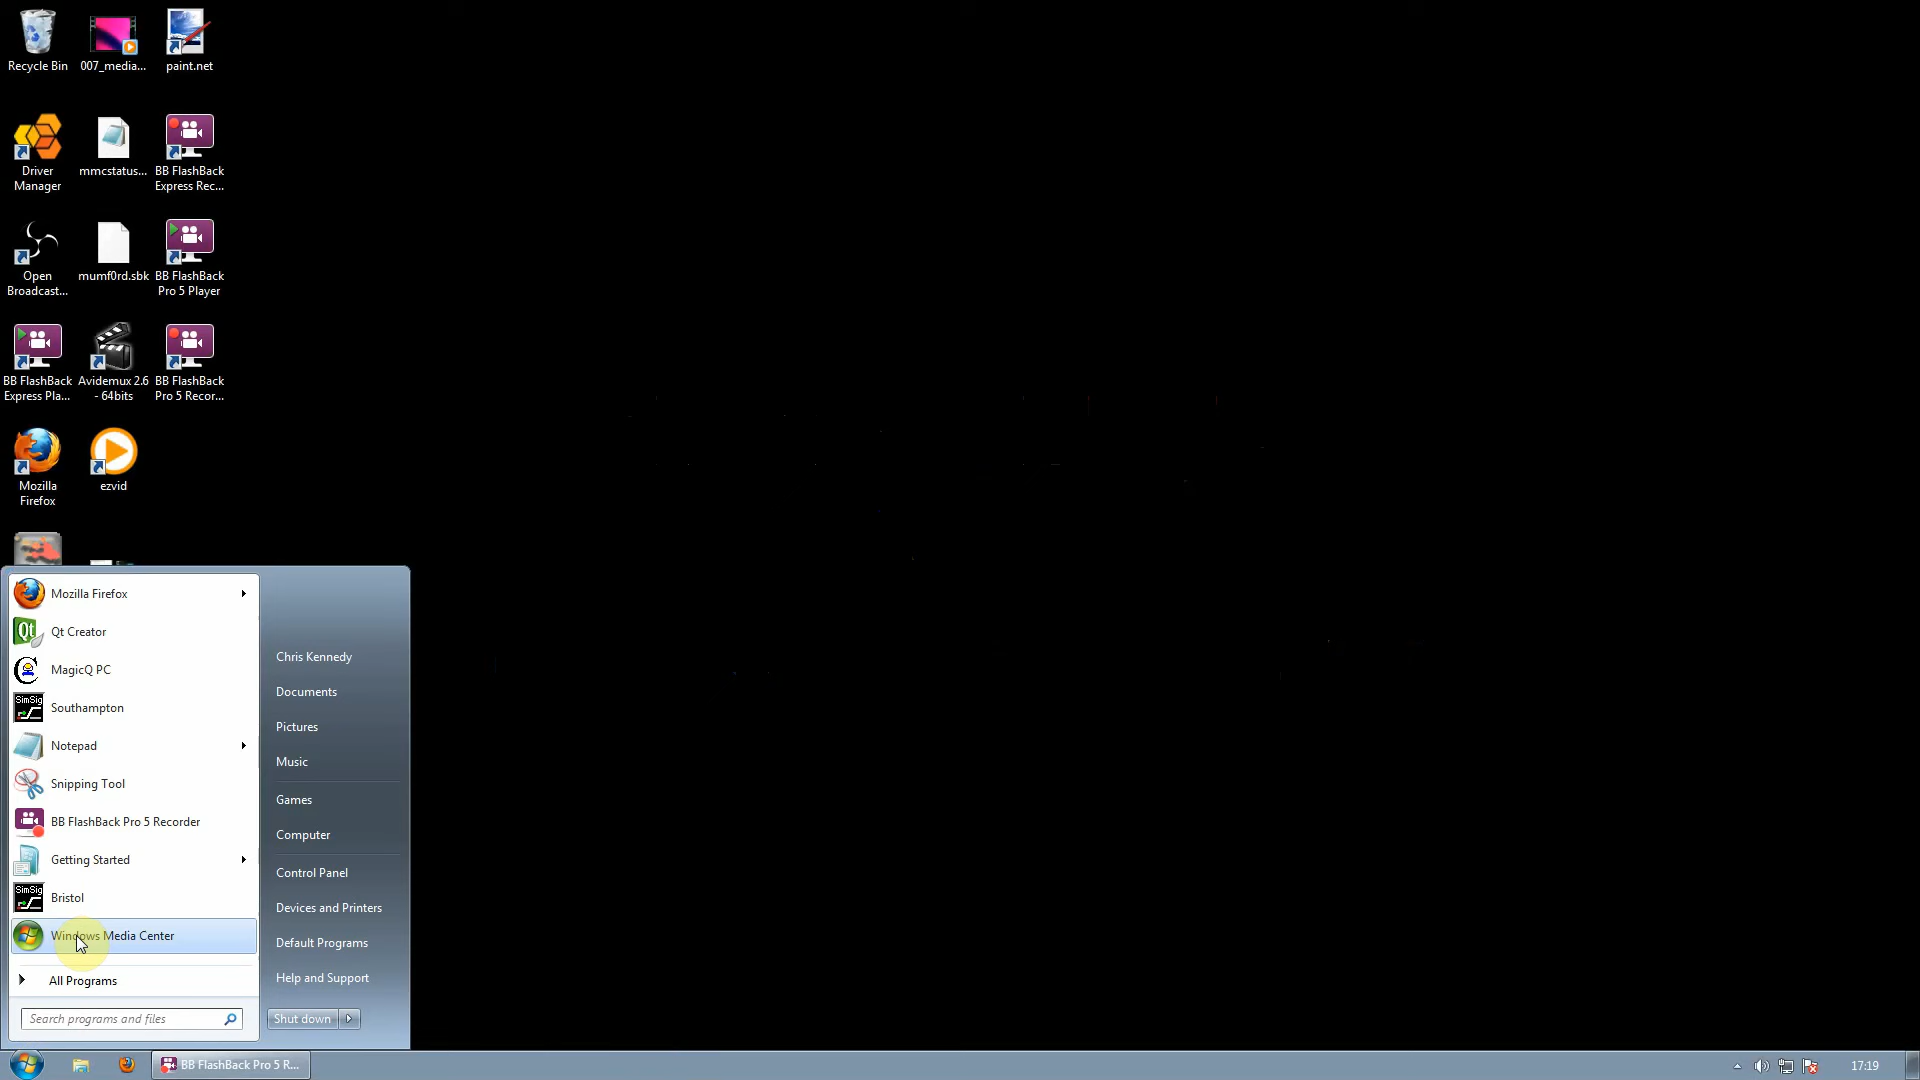 Recycle Bin
007_media...
paint.net
Driver
Manager
mmcstatus...
BB FlashBack
Express Rec...
Open
Broadcast...
mumf0rd.sbk
BB FlashBack
Pro 5 Player
BB FlashBack
Express Pla...
Avidemux 2.6
- 64bits
BB FlashBack
Pro 5 Recor...
Mozilla
Firefox
ezvid
Mozilla Firefox
Qt Creator
MagicQ PC
SimSig
Southampton
Notepad
Snipping Tool
BB FlashBack Pro 5 Recorder
Getting Started
SimSig
Bristol
Windows Media Center
All Programs
Search programs and files
Chris Kennedy
Documents
Pictures
Music
Games
Computer
Control Panel
Devices and Printers
Default Programs
Help and Support
Shut down
BB FlashBack Pro 5 R...
17:19